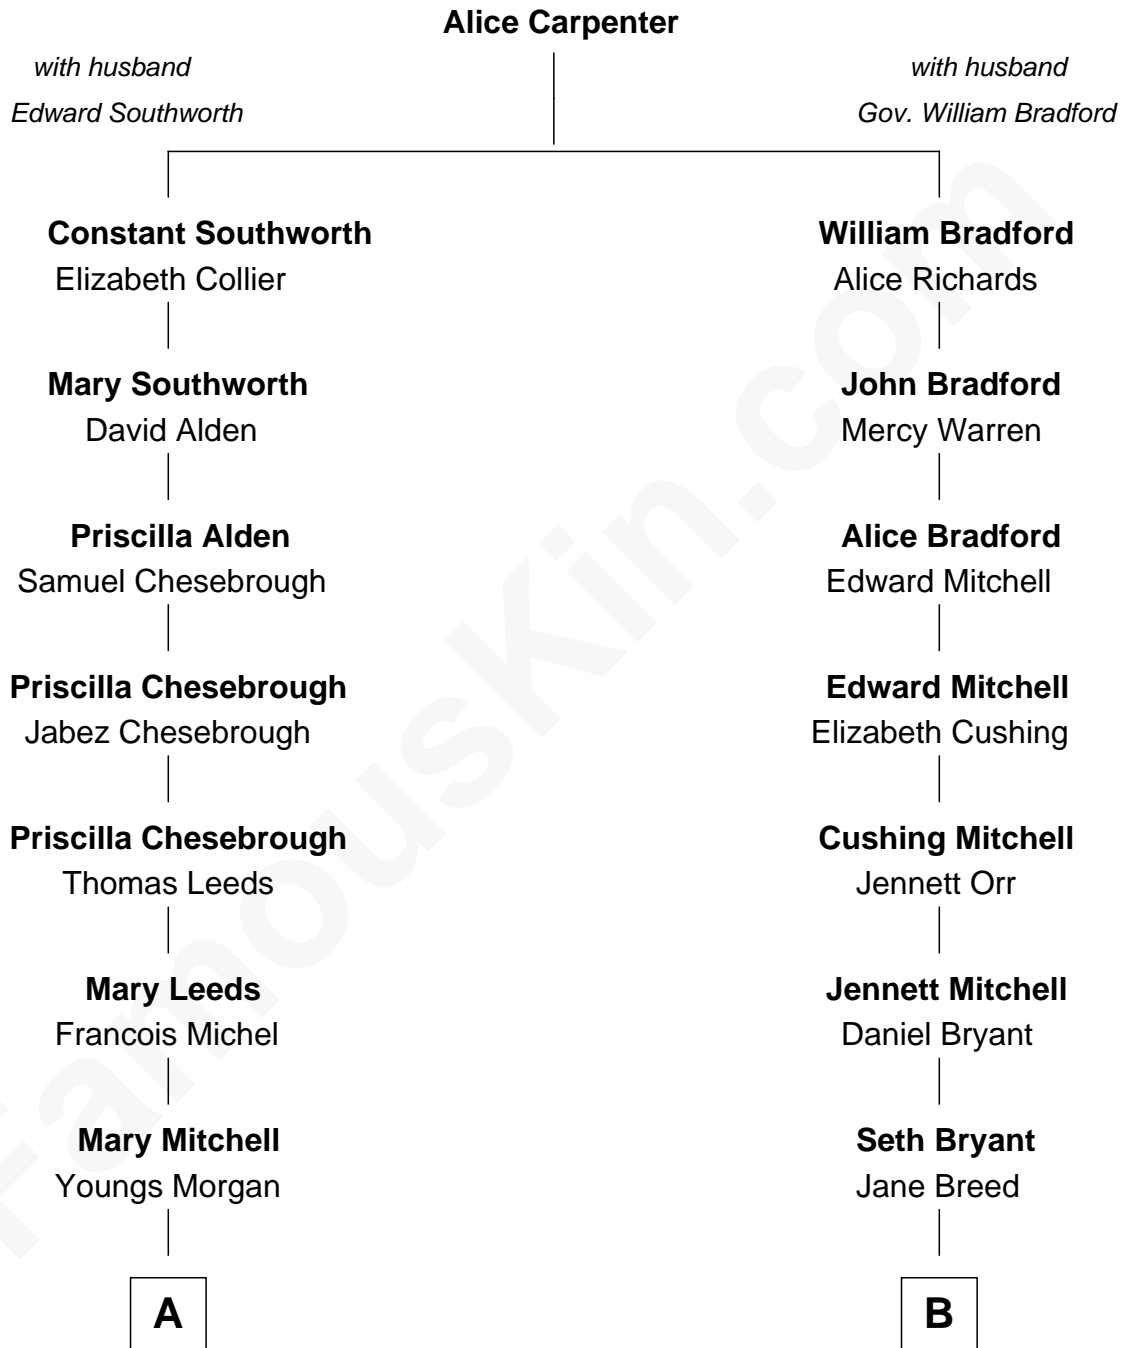 Alice Carpenter
with husband
Edward Southworth
with husband
Gov. William Bradford
Constant Southworth
Elizabeth Collier
William Bradford
Alice Richards
Mary Southworth
David Alden
John Bradford
Mercy Warren
Priscilla Alden
Samuel Chesebrough
Alice Bradford
Edward Mitchell
Priscilla Chesebrough
Jabez Chesebrough
Edward Mitchell
Elizabeth Cushing
Priscilla Chesebrough
Thomas Leeds
Cushing Mitchell
Jennett Orr
Mary Leeds
Francois Michel
Jennett Mitchell
Daniel Bryant
Mary Mitchell
Youngs Morgan
Seth Bryant
Jane Breed
A
B
FamousKin.com